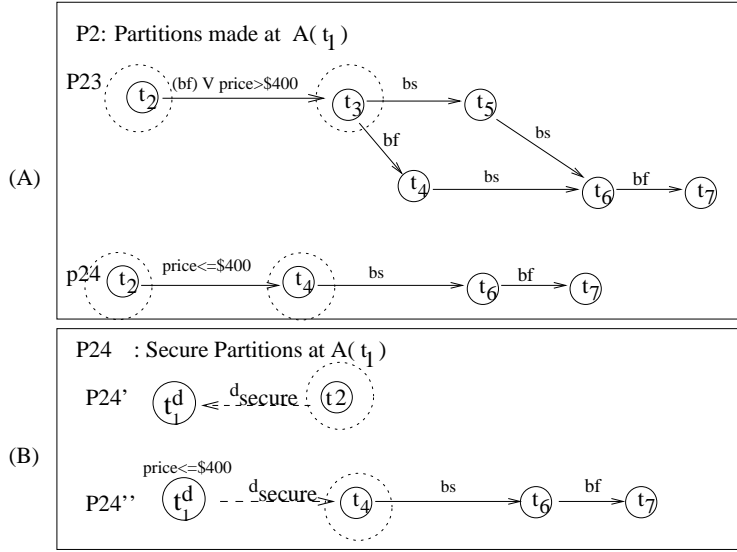 P2: Partitions made at A(t1)
P23
t2
(bf) V price>$400
t3
bs
t5
bf
bs
(A)
t4
bs
t6
bf
t7
p24
t2
price<=$400
t4
bs
t6
bf
t7
P24 : Secure Partitions at A(t1)
P24'
t1d
dsecure
t2
(B)
price<=$400
P24''
t1d
dsecure
t4
bs
t6
bf
t7